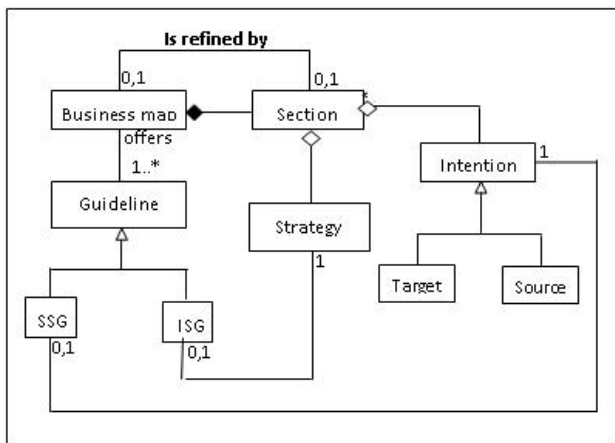 Is refined by
0,1
0,1
Business map
Section
*
offers
1..*
Intention
1
Guideline
Strategy
1
Target
Source
SSG
ISG
0,1
0,1